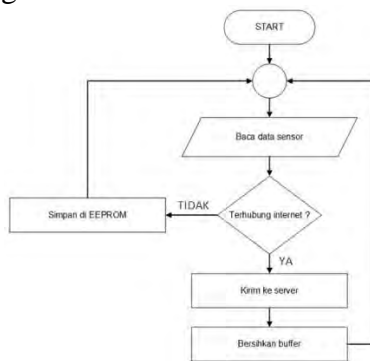 START
Baca data sensor
Terhubung internet ?
TIDAK
Simpan di EEPROM
YA
Kirim ke server
Bersihkan buffer